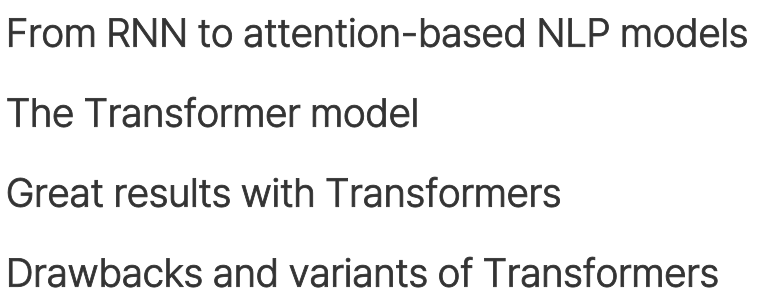 From RNN to attention-based NLP models
The Transformer model
Great results with Transformers
Drawbacks and variants of Transformers